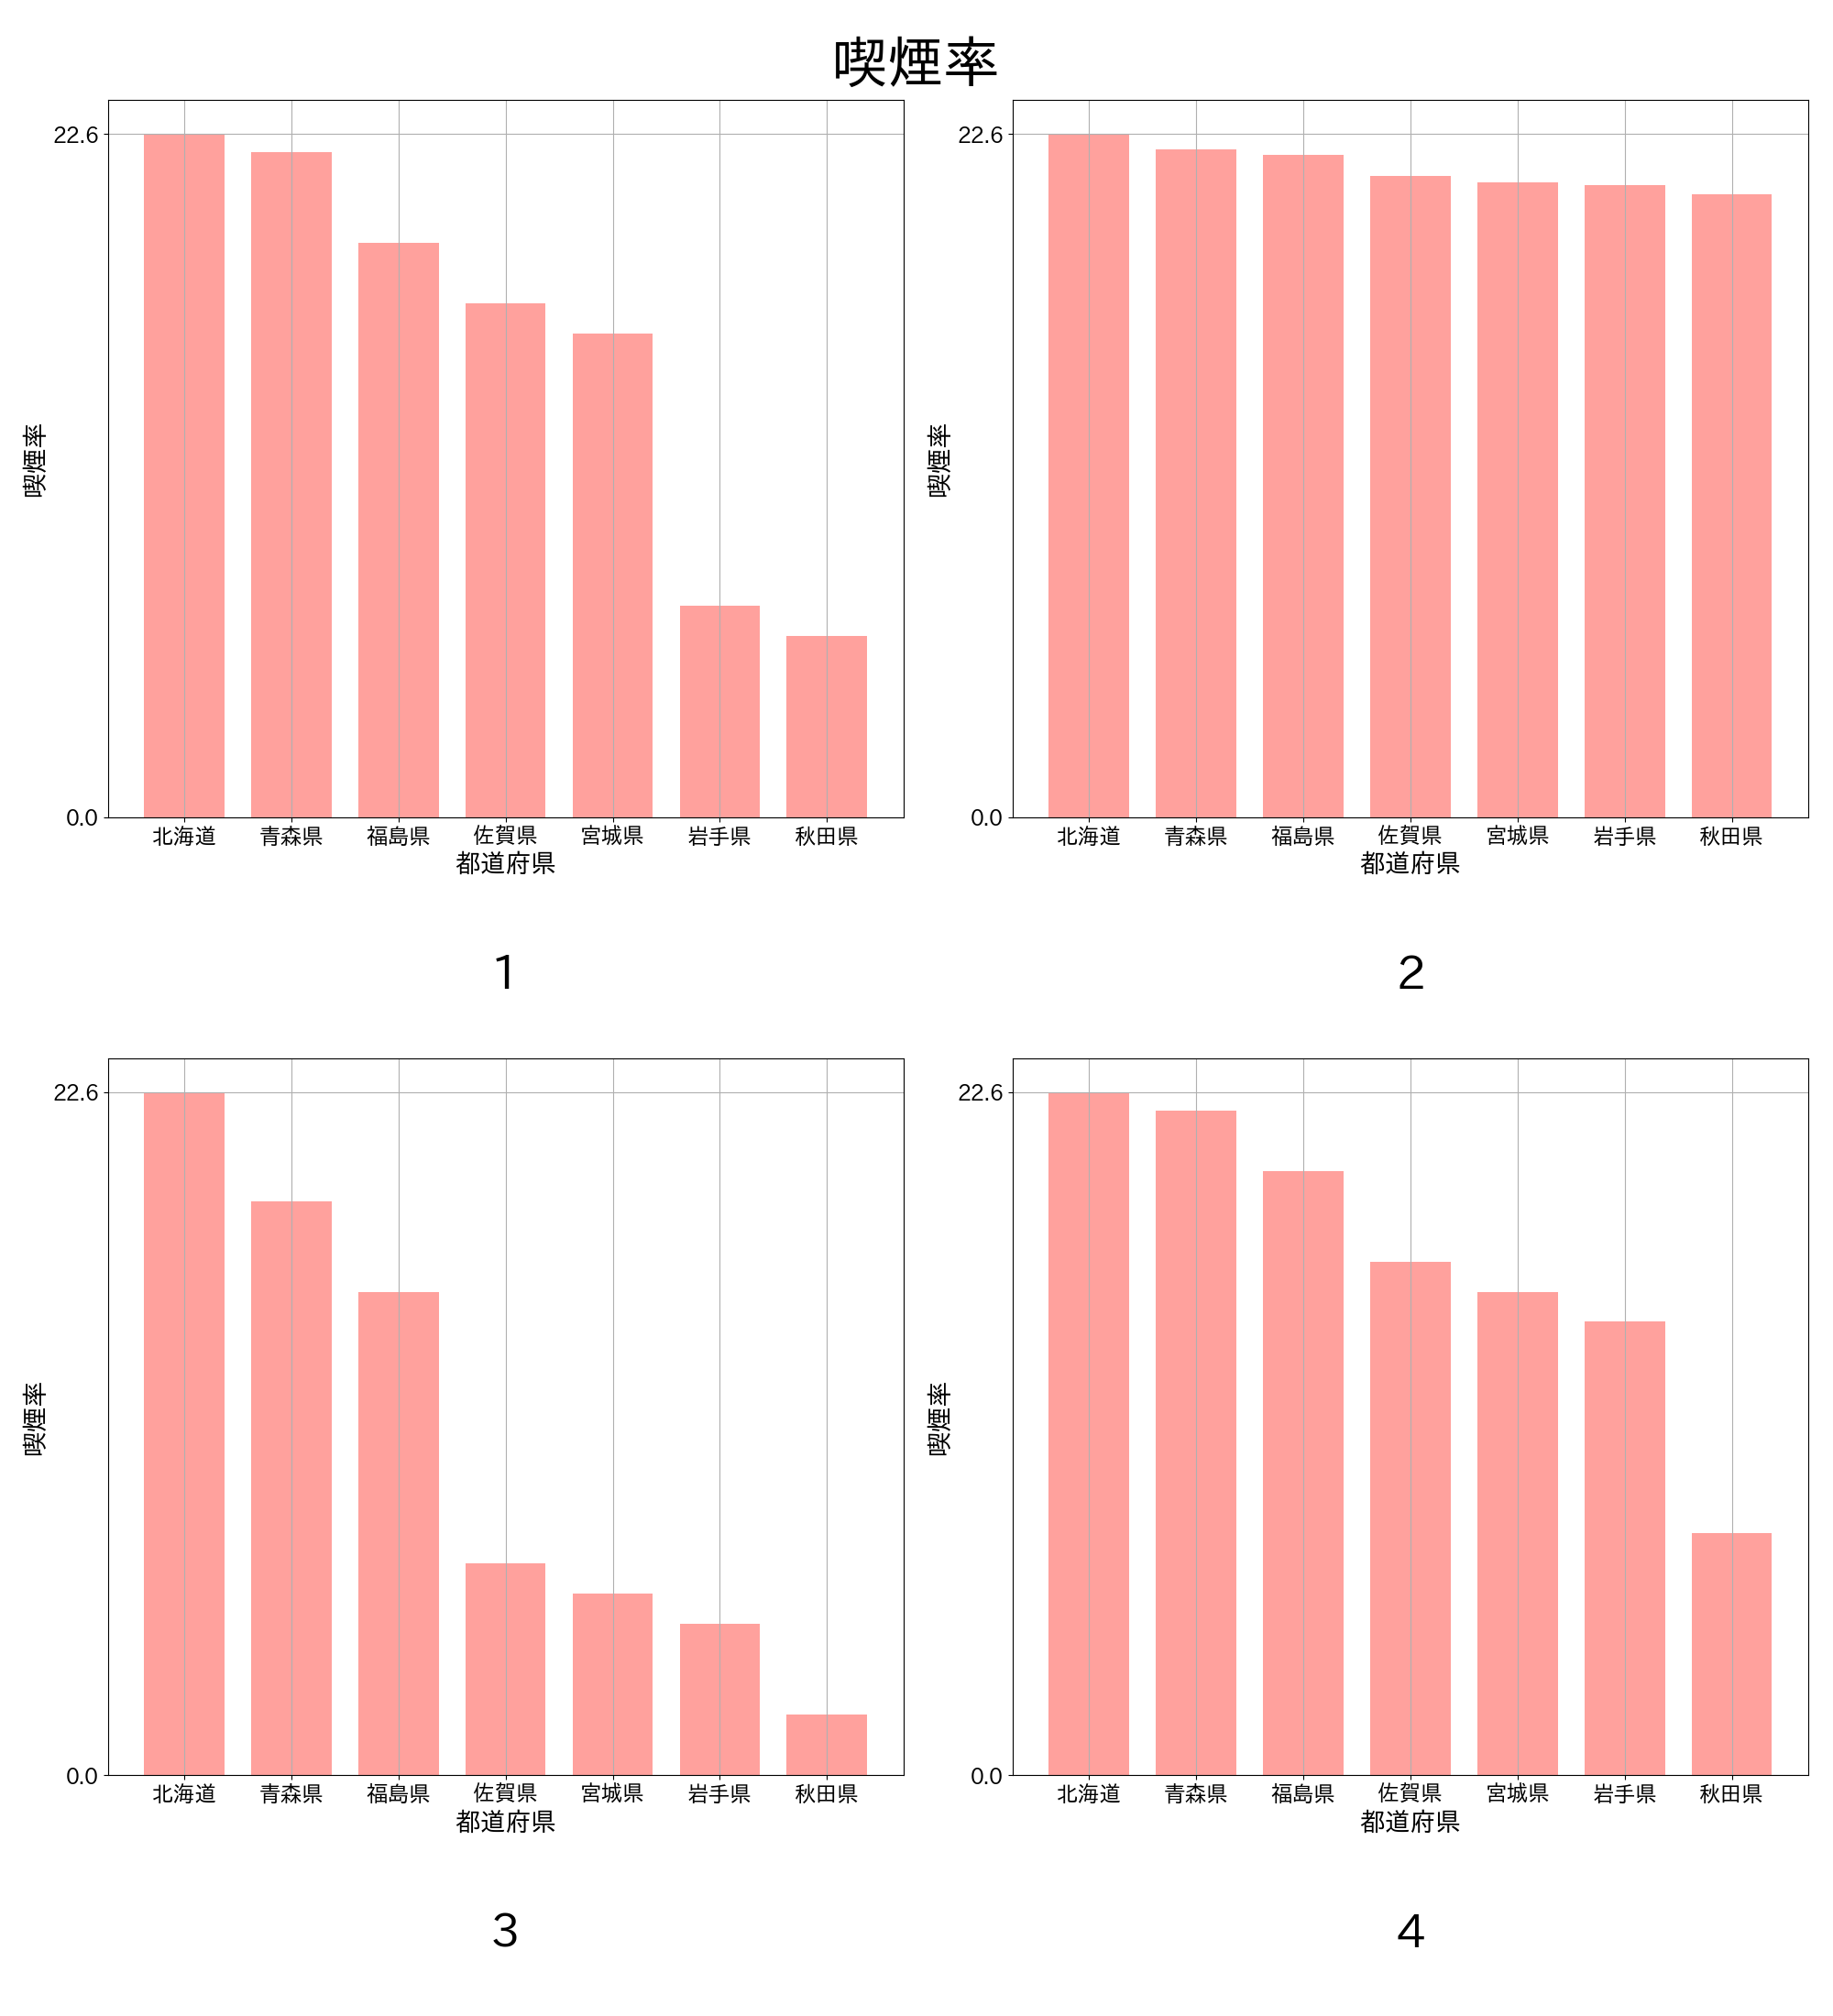 喫煙率
22.6
0.0
喫煙率
北海道 青森県 福島県 佐賀県 宮城県 岩手県 秋田県
都道府県
1
22.6
0.0
喫煙率
北海道 青森県 福島県 佐賀県 宮城県 岩手県 秋田県
都道府県
2
22.6
0.0
喫煙率
北海道 青森県 福島県 佐賀県 宮城県 岩手県 秋田県
都道府県
3
22.6
0.0
喫煙率
北海道 青森県 福島県 佐賀県 宮城県 岩手県 秋田県
都道府県
4